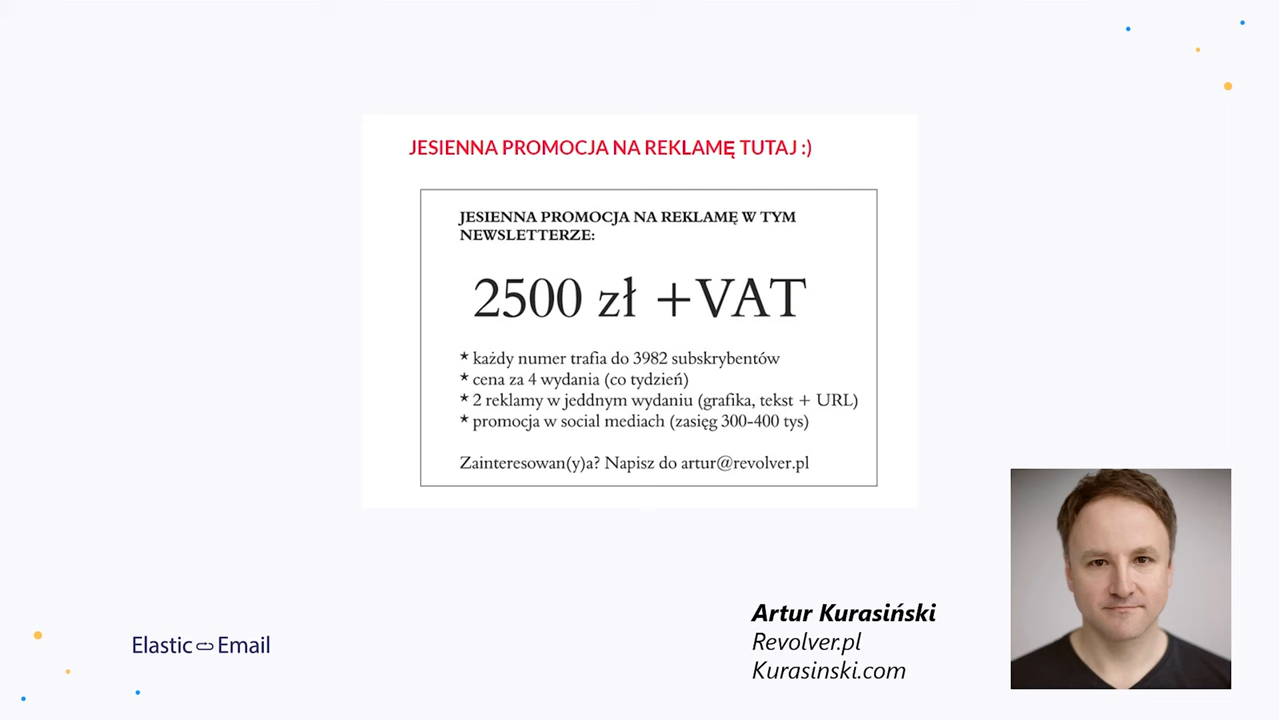 JESIENNA PROMOCJA NA REKLAMĘ TUTAJ :)
JESIENNA PROMOCJA NA REKLAMĘ W TYM
NEWSLETTERZE:
2500 zł +VAT
* każdy numer trafia do 3982 subskrybentów
* cena za 4 wydania (co tydzień)
* 2 reklamy w jeddnym wydaniu (grafika, tekst + URL)
* promocja w social mediach (zasięg 300-400 tys)
Zainteresowan(y)a? Napisz do artur@revolver.pl
Artur Kurasiński
Revolver.pl
Kurasinski.com
Elastic Email